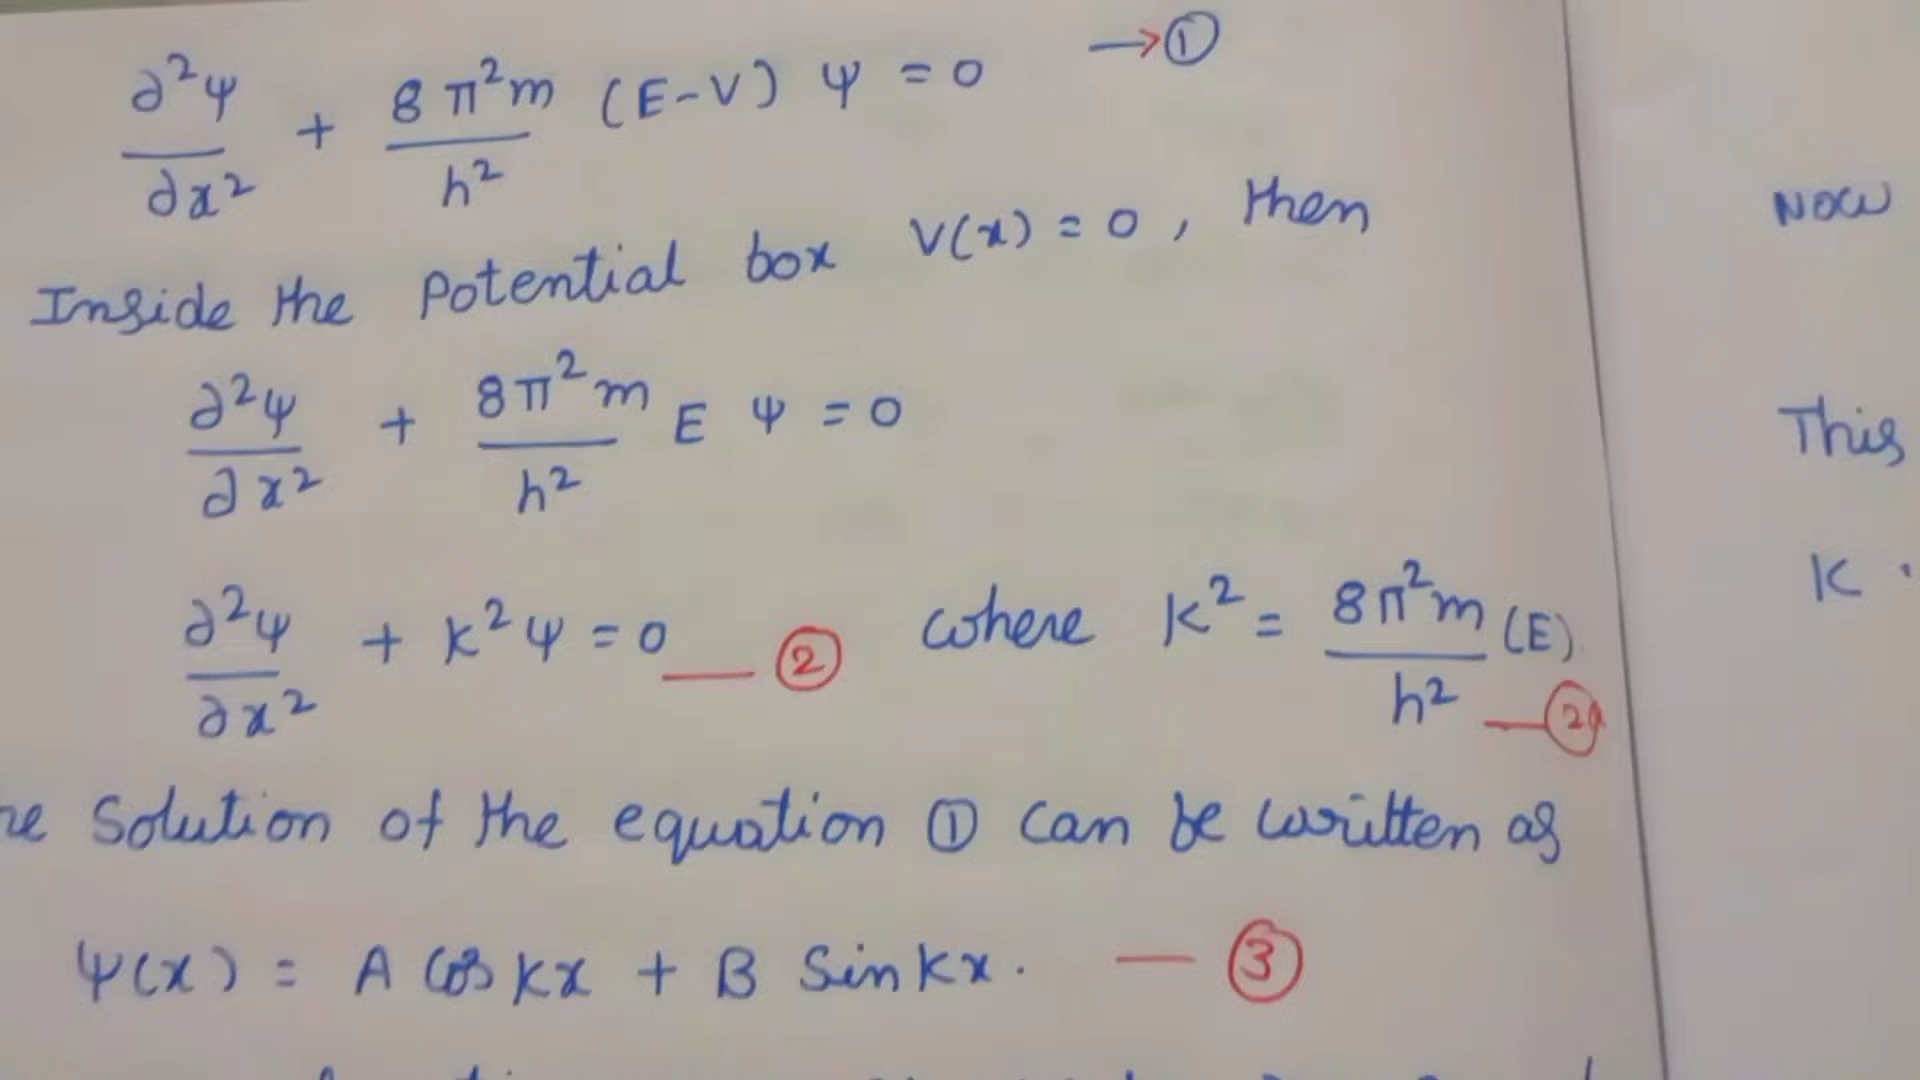 ∂²ψ/∂x² + 8π²m/h² (E-V) ψ = 0 → ①
Inside the potential box V(x) = 0, then
∂²ψ/∂x² + 8π²m/h² E ψ = 0
∂²ψ/∂x² + K²ψ = 0 — ② where K² = 8π²m/h² (E) — 2a
Solution of the equation ① can be written as
ψ(x) = A Cos Kx + B Sin Kx. — ③
Now
This
K